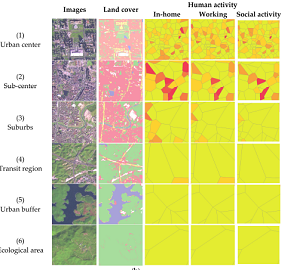 Human activity
Images Land cover In-home Working Social activity
(1)
Urban center
(2)
Sub-center
(3)
Suburbs
(4)
Transit region
(5)
Urban buffer
(6)
Ecological area